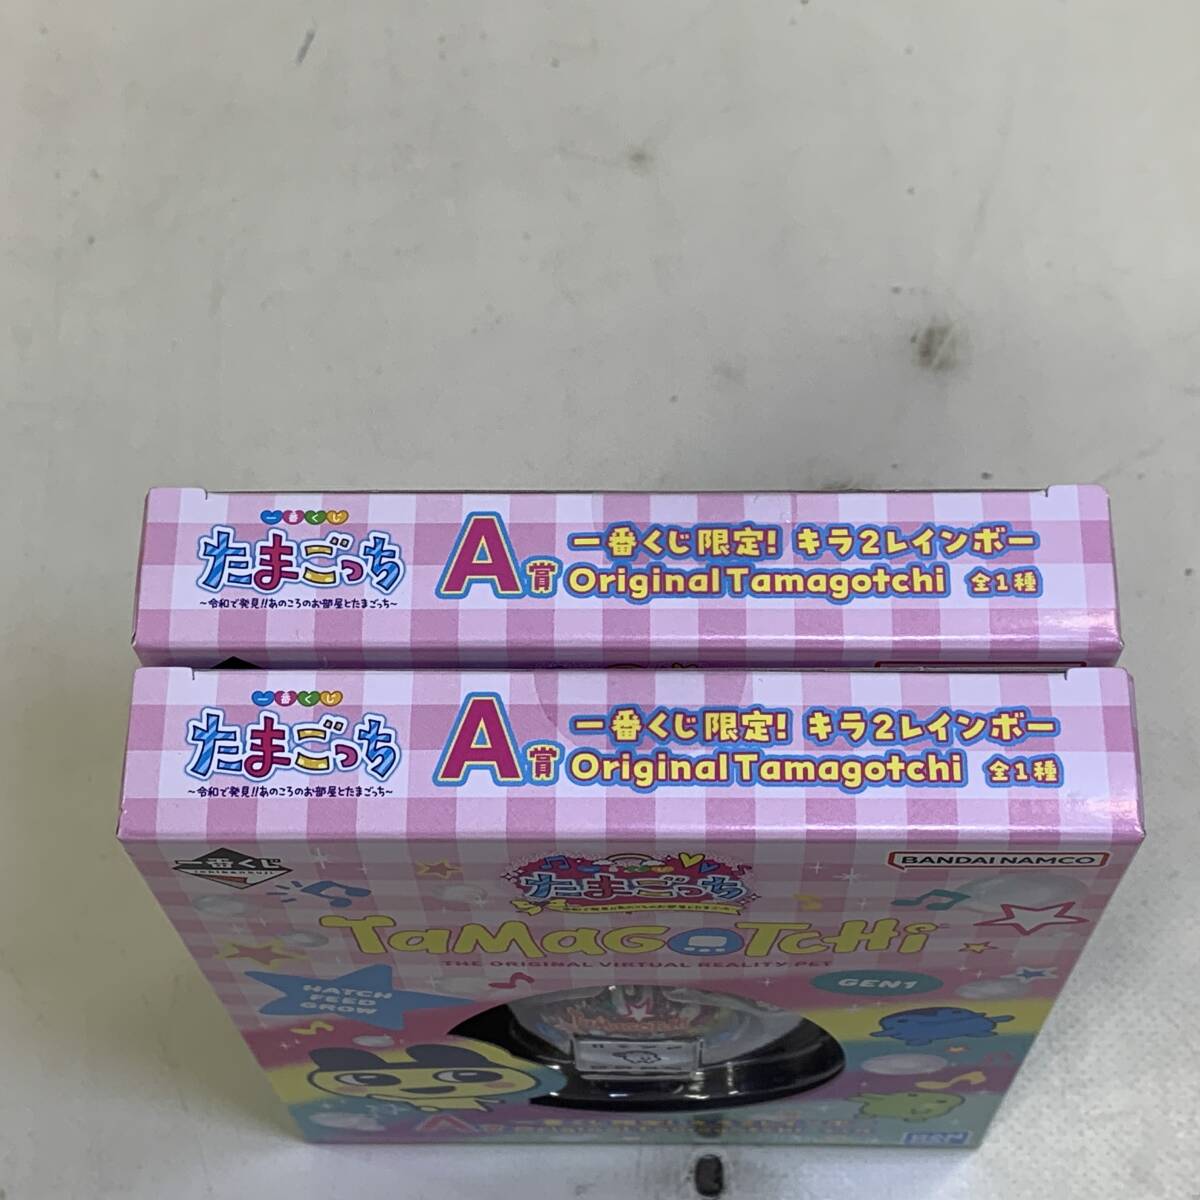 一番くじ
たまごっち
～令和で発見!!あのころのお部屋とたまごっち～
A賞
一番くじ限定! キラ2レインボー
Original Tamagotchi 全1種
一番くじ
たまごっち
～令和で発見!!あのころのお部屋とたまごっち～
A賞
一番くじ限定! キラ2レインボー
Original Tamagotchi 全1種
一番くじ
ichibankuji
BANDAI NAMCO
たまごっち
TaMaGOTCHi
THE ORIGINAL VIRTUAL REALITY PET
HATCH
FEED
GROW
GEN1